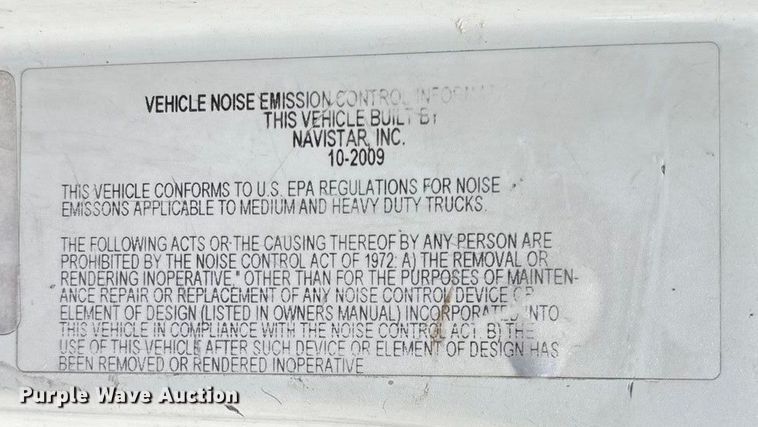 VEHICLE NOISE EMISSION CONTROL
THIS VEHICLE BUILT BY
NAVISTAR, INC.
10-2009
THIS VEHICLE CONFORMS TO U.S. EPA REGULATIONS FOR NOISE
EMISSONS APPLICABLE TO MEDIUM AND HEAVY DUTY TRUCKS.
THE FOLLOWING ACTS OR THE CAUSING THEREOF BY ANY PERSON ARE
PROHIBITED BY THE NOISE CONTROL ACT OF 1972: A) THE REMOVAL OR
RENDERING INOPERATIVE," OTHER THAN FOR THE PURPOSES OF MAINTEN-
ANCE REPAIR OR REPLACEMENT OF ANY NOISE CONTROL DEVICE OR
ELEMENT OF DESIGN (LISTED IN OWNERS MANUAL) INCORPORATED INTO
THIS VEHICLE IN COMPLIANCE WITH THE NOISE CONTROL ACT. B) THE
USE OF THIS VEHICLE AFTER SUCH DEVICE OR ELEMENT OF DESIGN HAS
BEEN REMOVED OR RENDERED INOPERATIVE
Purple Wave Auction